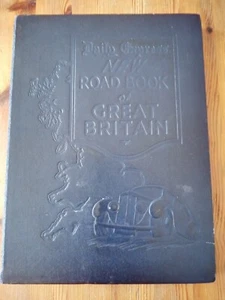 Daily Express
New
ROAD BOOK
of
GREAT
BRITAIN